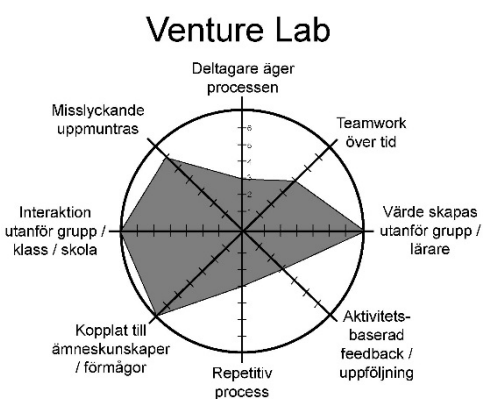 Venture Lab
Deltagare äger
processen
Misslyckande
uppmuntras
Teamwork
över tid
Interaktion
utanför grupp /
klass / skola
Värde skapas
utanför grupp /
lärare
Kopplat till
ämneskunskaper
/ förmågor
Aktivitets-
baserad
feedback /
uppföljning
Repetitiv
process